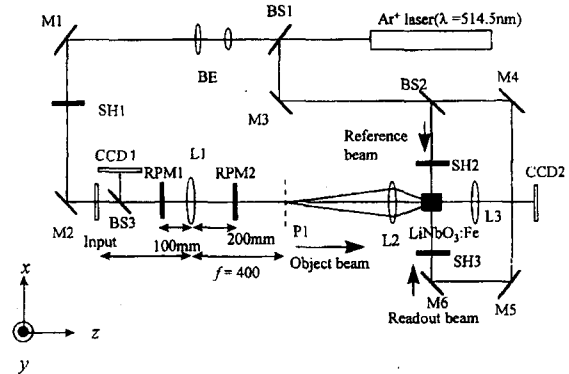 M1
BS1
Ar+ laser(λ =514.5nm)
BE
BS2
M4
SH1
M3
Reference
beam
CCD1
L1
SH2
CCD2
RPM1
RPM2
M2
BS3
L3
Input
100mm
200mm
P1
L2
LiNbO3:Fe
Object beam
SH3
f = 400
M6
M5
Readout beam
x
z
y